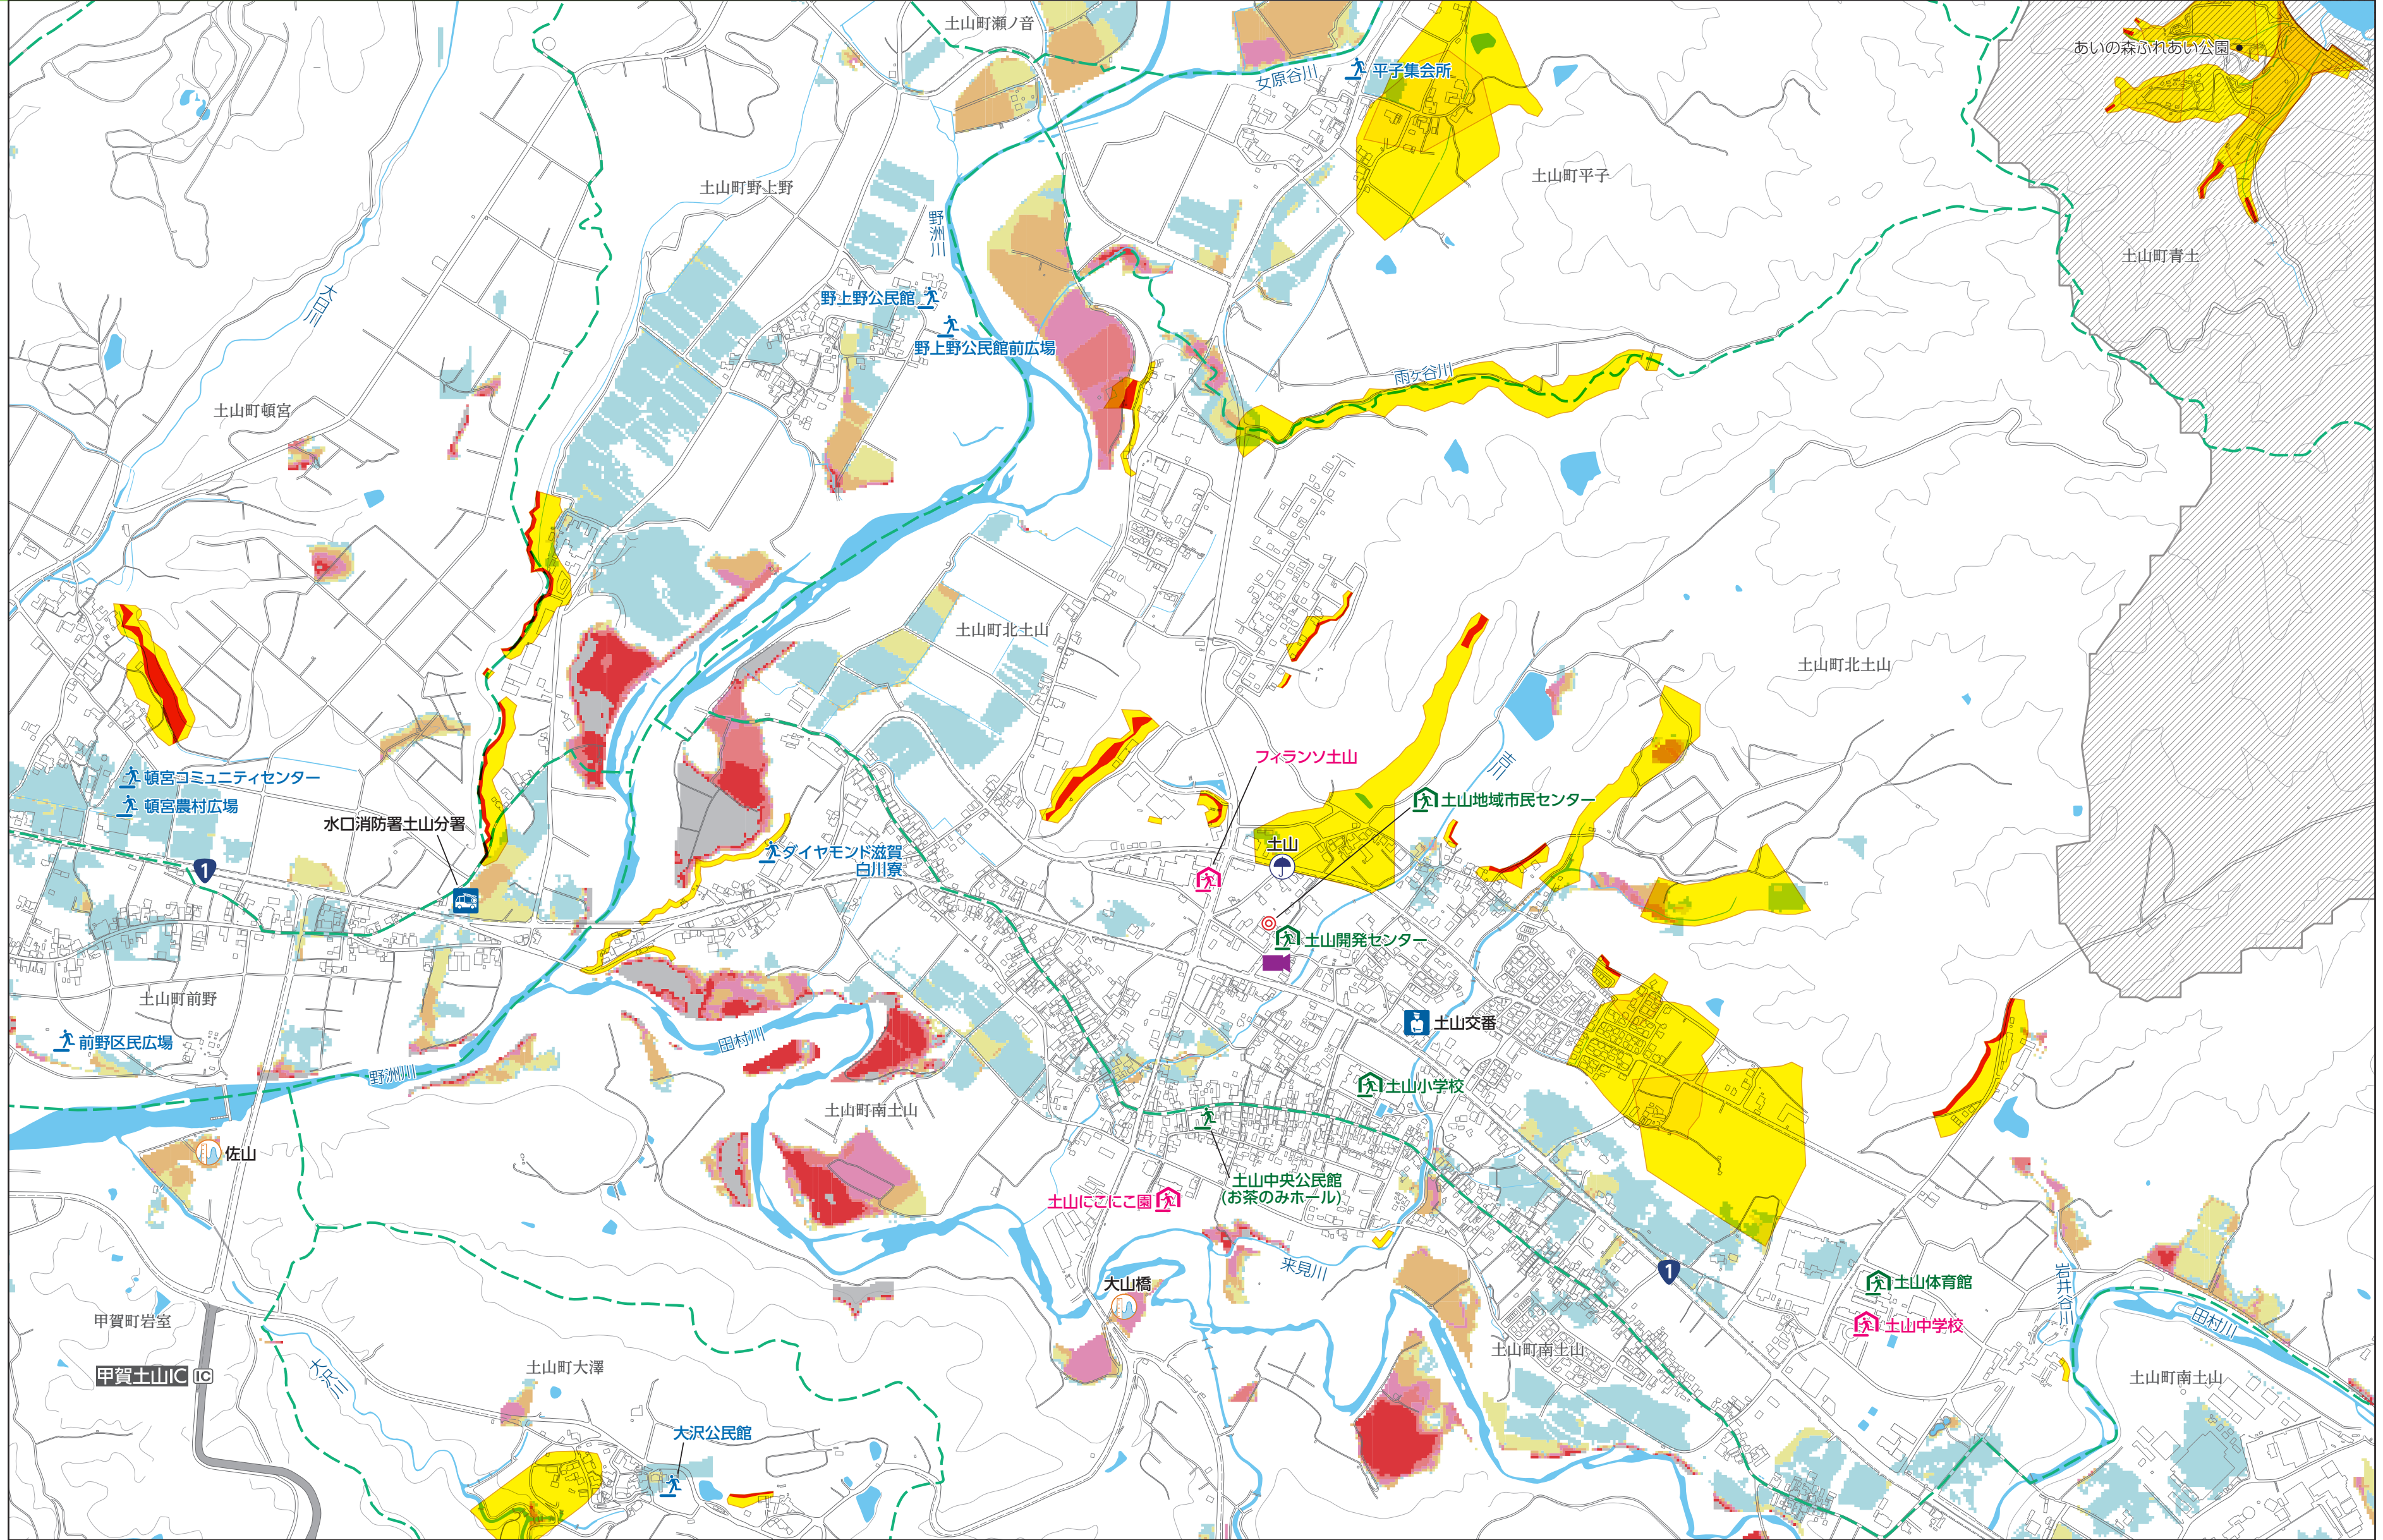 土山町瀬ノ音
あいの森ふれあい公園
女原谷川
平子集会所
土山町野上野
土山町平子
野洲川
土山町青土
大日川
野上野公民館
野上野公民館前広場
雨ヶ谷川
土山町頓宮
土山町北土山
土山町北土山
フィランソ土山
古川
頓宮コミュニティセンター
頓宮農村広場
土山地域市民センター
水口消防署土山分署
土山
ダイヤモンド滋賀
白川寮
1
土山開発センター
土山町前野
土山交番
前野区民広場
田村川
野洲川
土山小学校
土山町南土山
佐山
土山中央公民館
(お茶のみホール)
土山にこにこ園
来見川
大山橋
1
土山体育館
岩井谷川
田村川
甲賀町岩室
土山中学校
土山町南土山
大沢川
土山町大澤
甲賀土山IC
IC
土山町南土山
大沢公民館